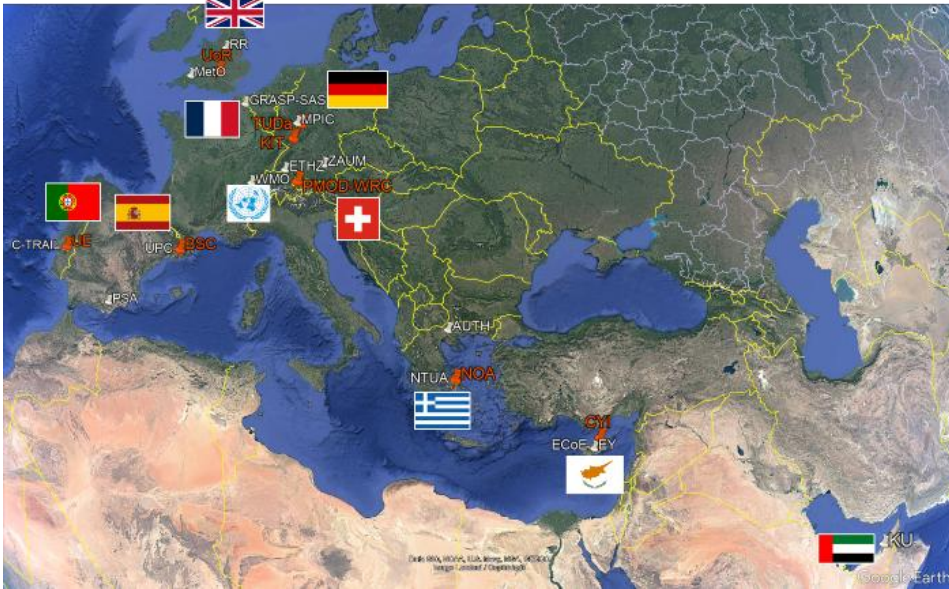 RR
UoR
MetO
GRASP-SAS
MPIC
TUDa
KIT
ETHZ
ZAUM
WMO
PMOD-WRC
C-TRAIL
UE
UPC
BSC
PSA
ADTH
NTUA
NOA
CYI
ECoE
EY
KU
Google Earth